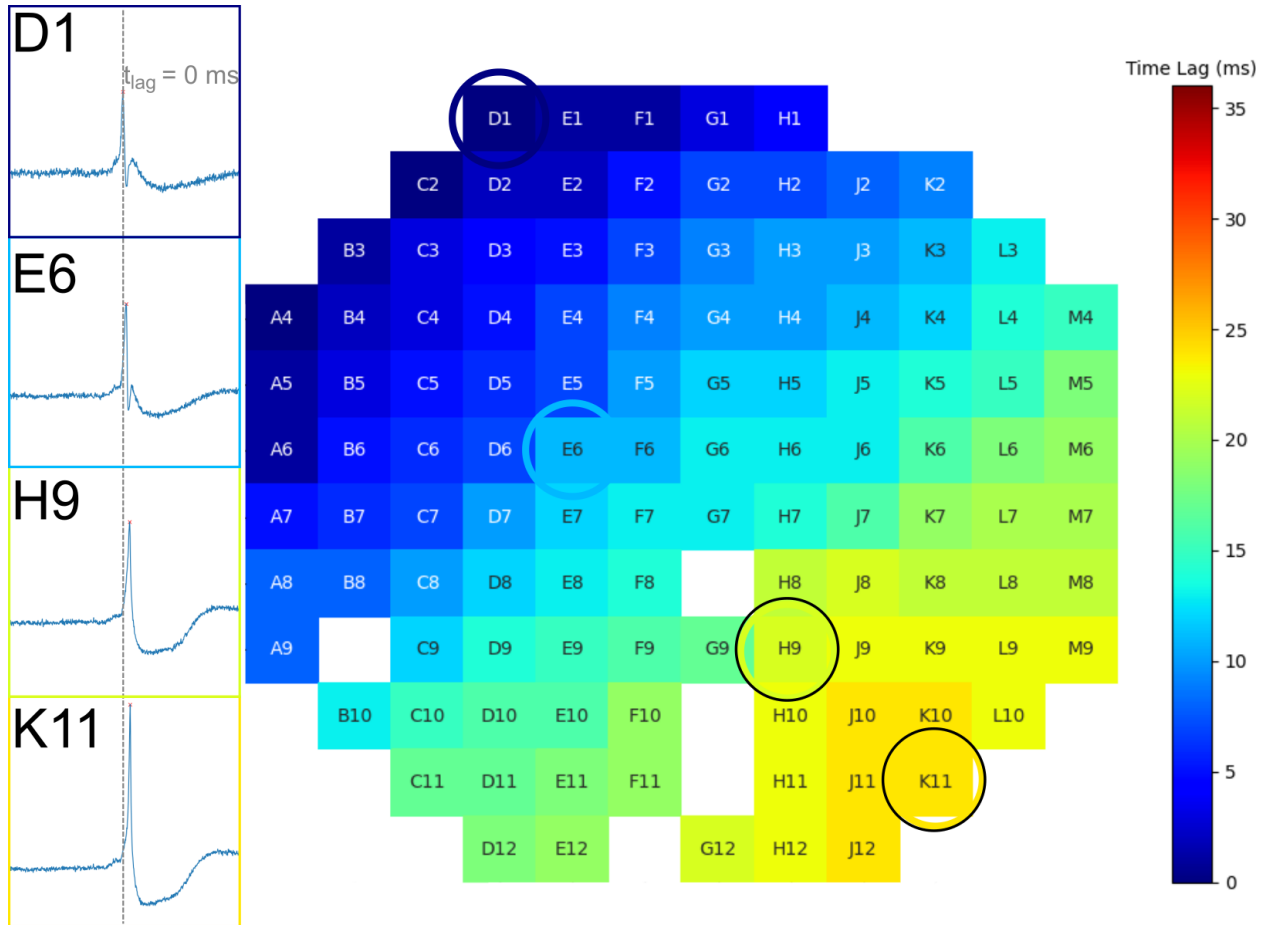 D1
t_lag = 0 ms
E6
H9
K11
Time Lag (ms)
D1 E1 F1 G1 H1
C2 D2 E2 F2 G2 H2 J2 K2
B3 C3 D3 E3 F3 G3 H3 J3 K3 L3
A4 B4 C4 D4 E4 F4 G4 H4 J4 K4 L4 M4
A5 B5 C5 D5 E5 F5 G5 H5 J5 K5 L5 M5
A6 B6 C6 D6 E6 F6 G6 H6 J6 K6 L6 M6
A7 B7 C7 D7 E7 F7 G7 H7 J7 K7 L7 M7
A8 B8 C8 D8 E8 F8 H8 J8 K8 L8 M8
A9 C9 D9 E9 F9 G9 H9 J9 K9 L9 M9
B10 C10 D10 E10 F10 H10 J10 K10 L10
C11 D11 E11 F11 H11 J11 K11
D12 E12 G12 H12 J12
35
30
25
20
15
10
5
0